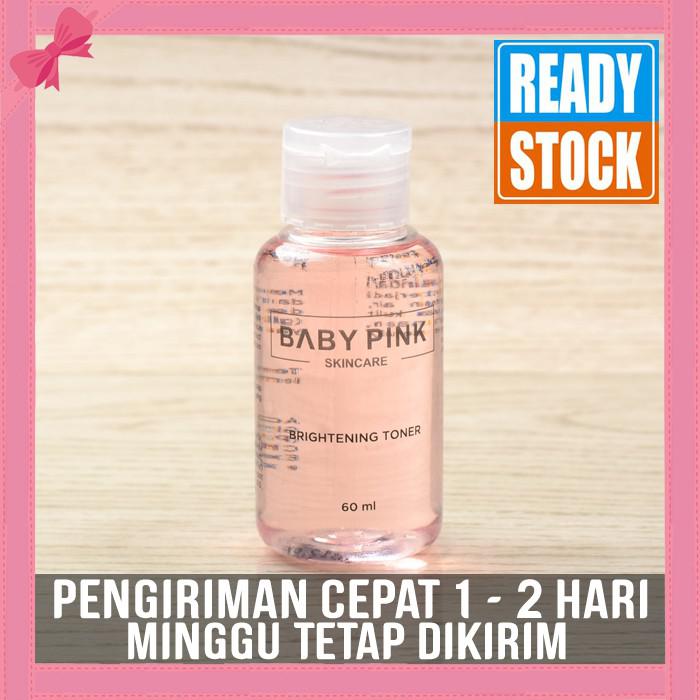 READY
STOCK
BABY PINK
SKINCARE
BRIGHTENING TONER
60 ml
PENGIRIMAN CEPAT 1 - 2 HARI
MINGGU TETAP DIKIRIM